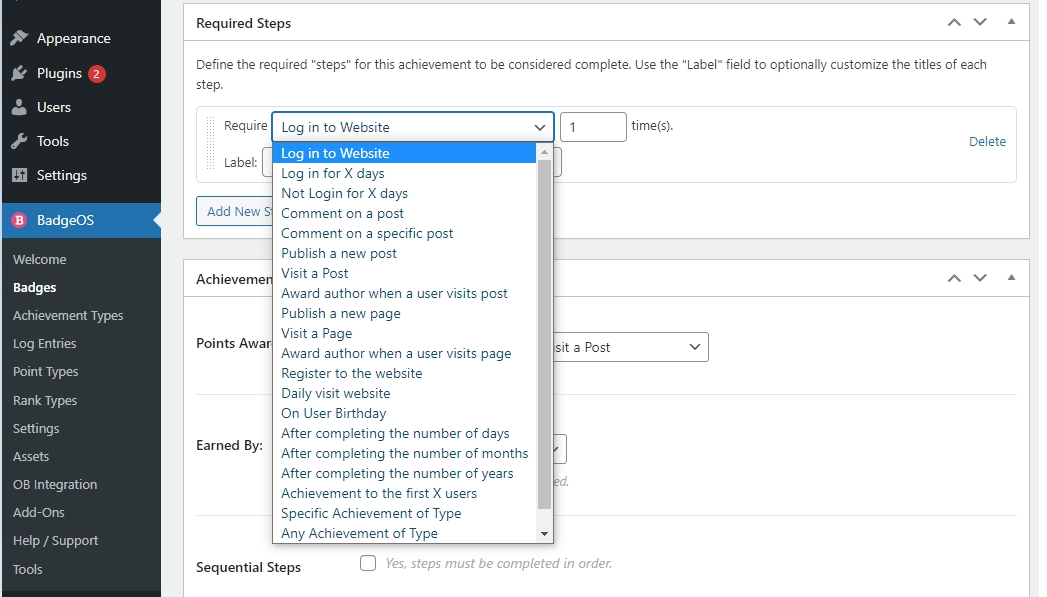 Appearance
Plugins 2
Users
Tools
Settings
B BadgeOS
Welcome
Badges
Achievement Types
Log Entries
Point Types
Rank Types
Settings
Assets
OB Integration
Add-Ons
Help / Support
Tools
Required Steps
Define the required "steps" for this achievement to be considered complete. Use the "Label" field to optionally customize the titles of each
step.
Require Log in to Website 1 time(s).
Delete
Label:
Add New
Log in to Website
Log in for X days
Not Login for X days
Comment on a post
Comment on a specific post
Publish a new post
Visit a Post
Award author when a user visits post
Publish a new page
Visit a Page
Award author when a user visits page
Register to the website
Daily visit website
On User Birthday
After completing the number of days
After completing the number of months
After completing the number of years
Achievement to the first X users
Specific Achievement of Type
Any Achievement of Type
Points a Post
Earned By:
Sequential Steps Yes, steps must be completed in order.